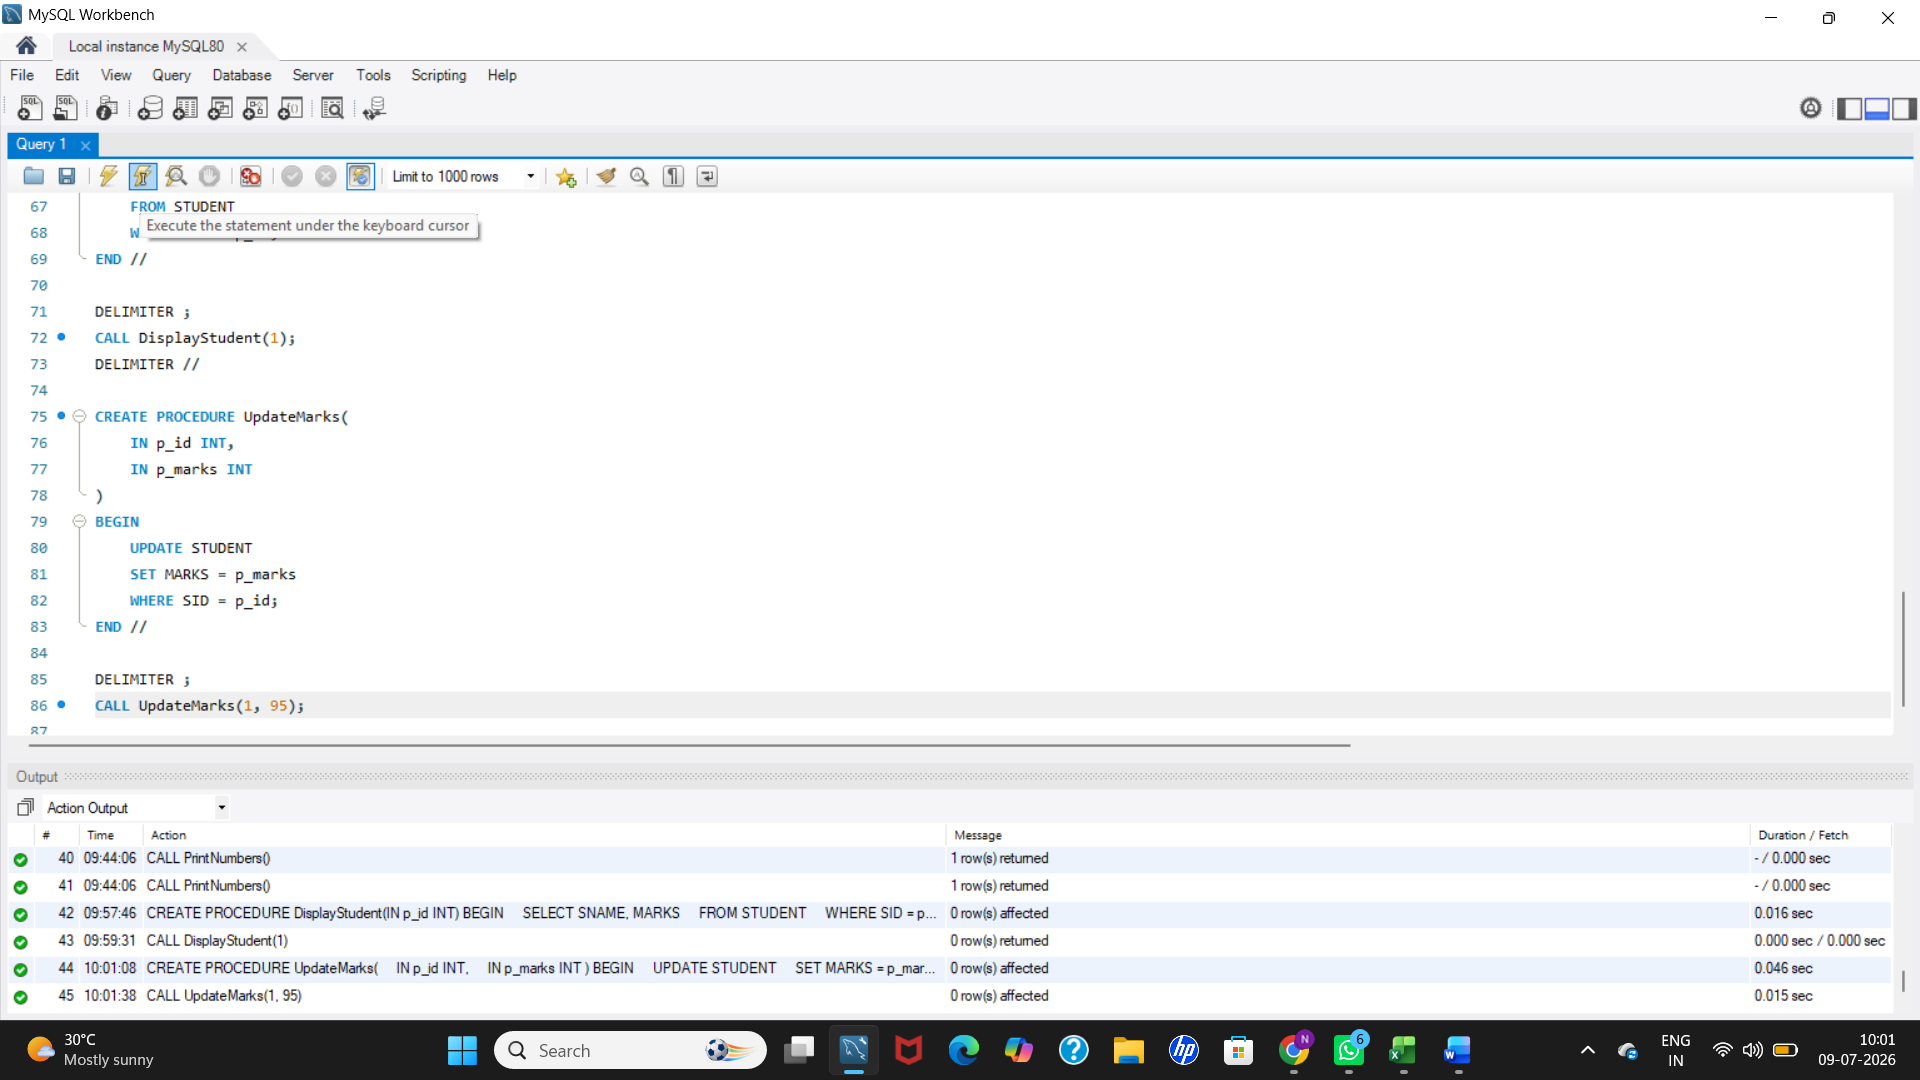 MySQL Workbench
Local instance MySQL80
File Edit View Query Database Server Tools Scripting Help
Query 1
Limit to 1000 rows
67 FROM STUDENT
Execute the statement under the keyboard cursor
68 W
69 END //
70
71 DELIMITER ;
72 CALL DisplayStudent(1);
73 DELIMITER //
74
75 CREATE PROCEDURE UpdateMarks(
76 IN p_id INT,
77 IN p_marks INT
78 )
79 BEGIN
80 UPDATE STUDENT
81 SET MARKS = p_marks
82 WHERE SID = p_id;
83 END //
84
85 DELIMITER ;
86 CALL UpdateMarks(1, 95);
87
Output
Action Output
# Time Action Message Duration / Fetch
40 09:44:06 CALL PrintNumbers() 1 row(s) returned - / 0.000 sec
41 09:44:06 CALL PrintNumbers() 1 row(s) returned - / 0.000 sec
42 09:57:46 CREATE PROCEDURE DisplayStudent(IN p_id INT) BEGIN SELECT SNAME, MARKS FROM STUDENT WHERE SID = p... 0 row(s) affected 0.016 sec
43 09:59:31 CALL DisplayStudent(1) 0 row(s) returned 0.000 sec / 0.000 sec
44 10:01:08 CREATE PROCEDURE UpdateMarks( IN p_id INT, IN p_marks INT ) BEGIN UPDATE STUDENT SET MARKS = p_mar... 0 row(s) affected 0.046 sec
45 10:01:38 CALL UpdateMarks(1, 95) 0 row(s) affected 0.015 sec
30°C
Mostly sunny
Search
N
6
ENG
IN
10:01
09-07-2026